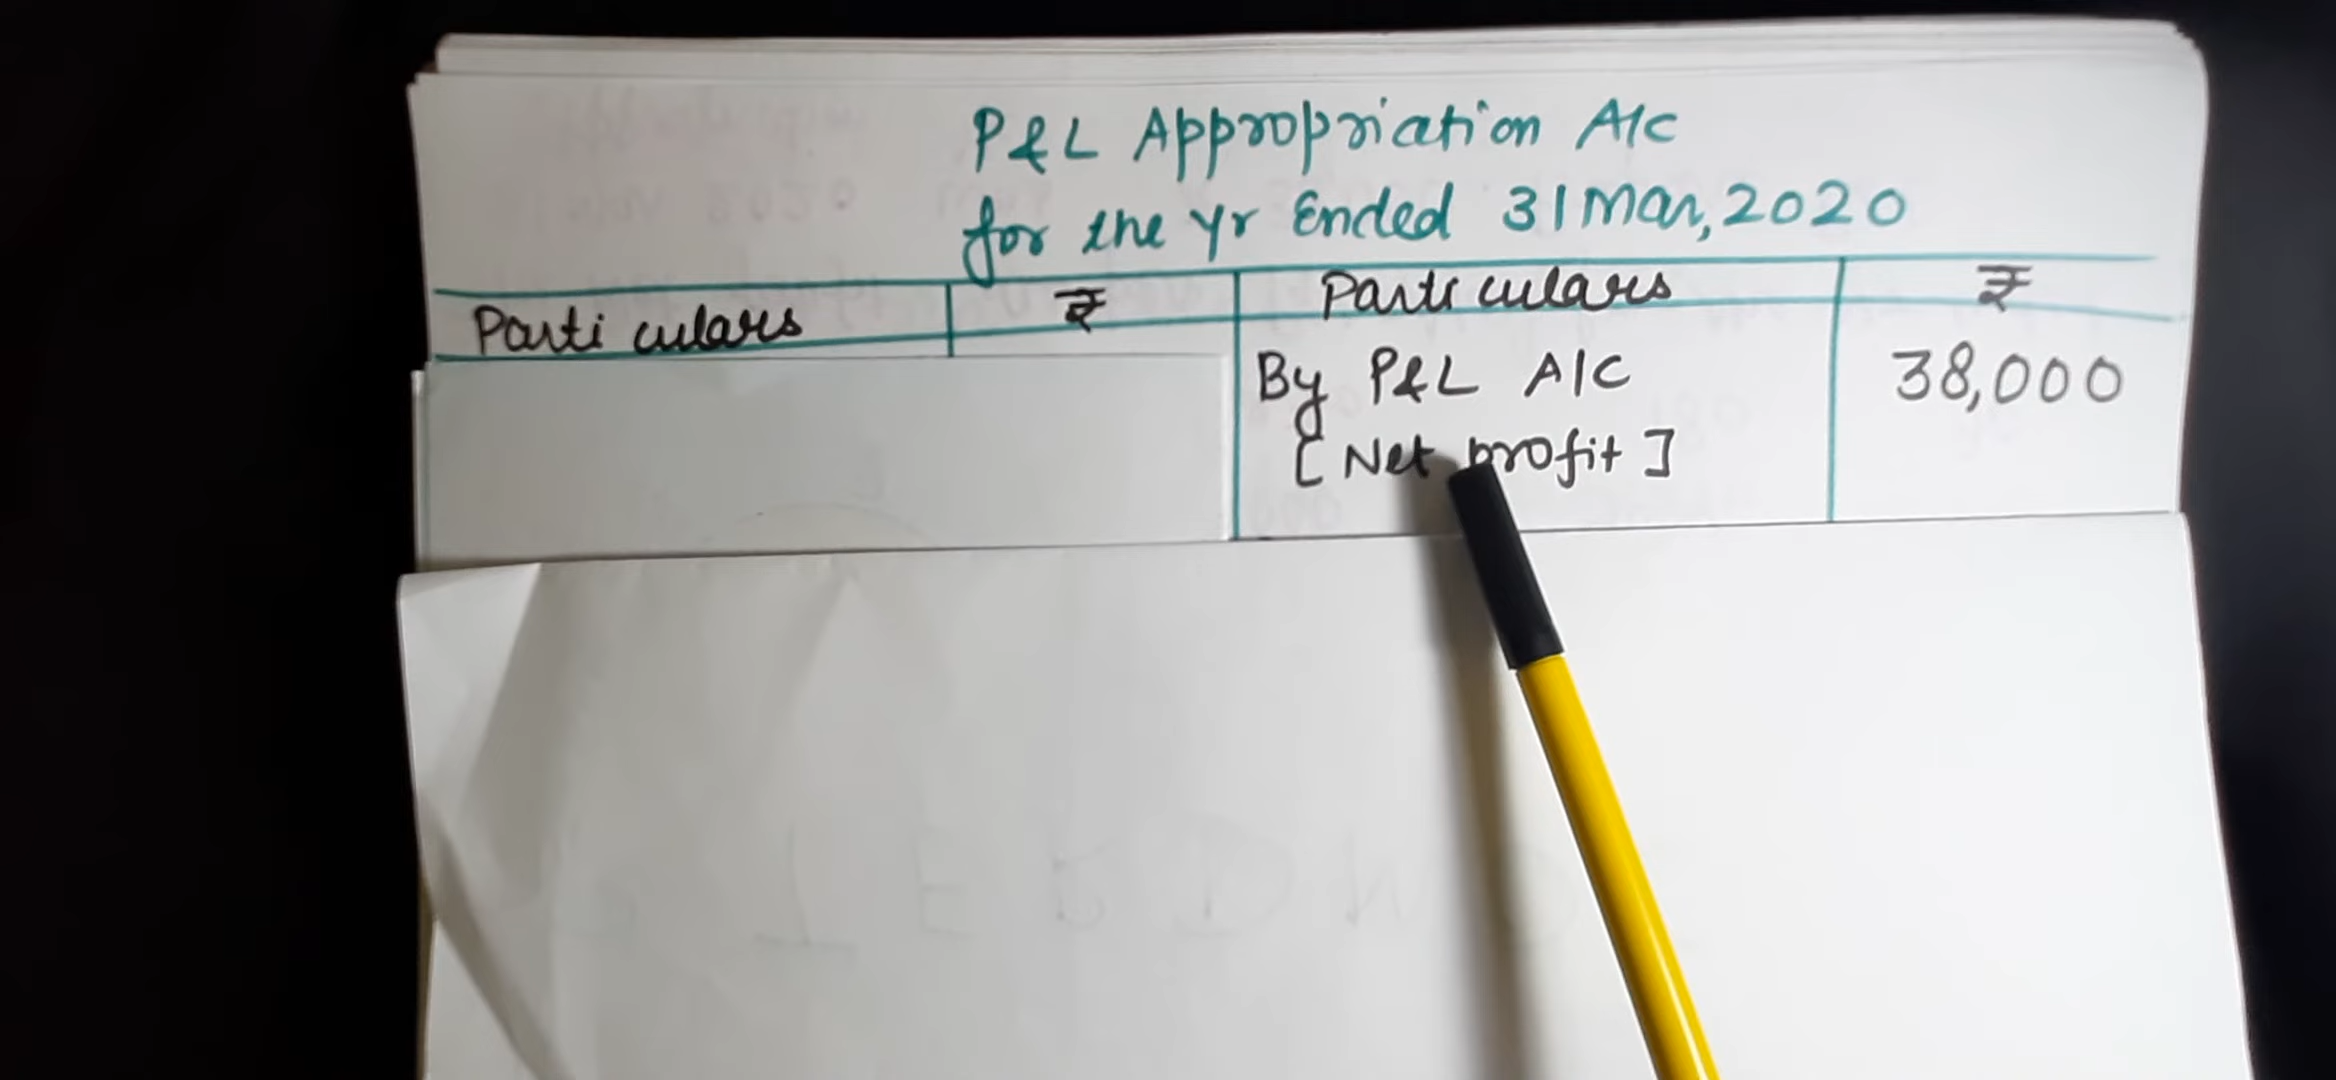 P&L Appropriation A/C
for the yr Ended 31 Mar, 2020
Particulars ₹ Particulars ₹
By P&L A/C 38,000
[Net profit]